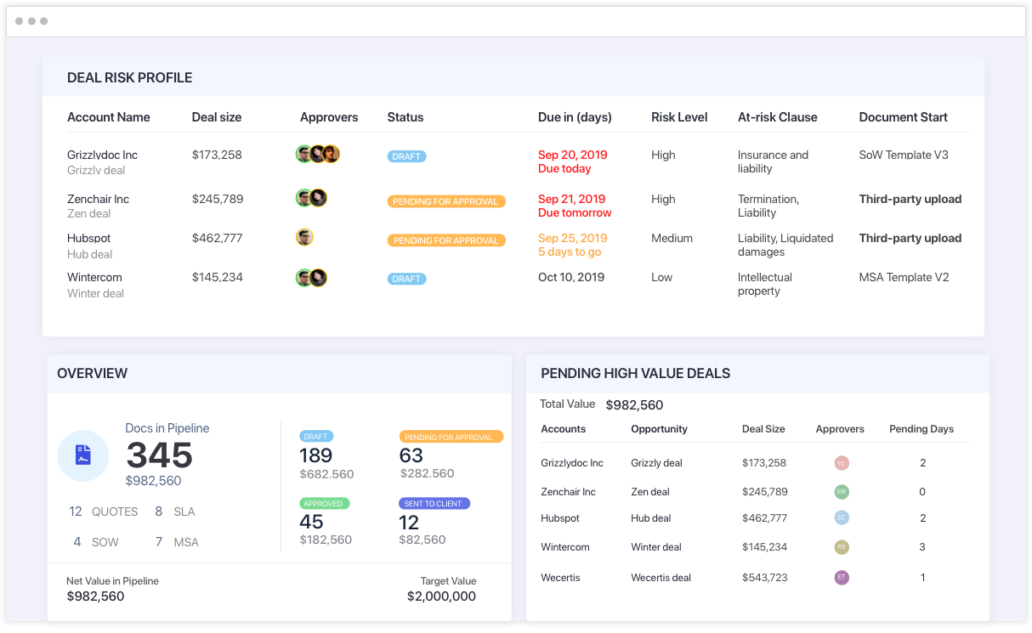 DEAL RISK PROFILE
Account Name Deal size Approvers Status Due in (days) Risk Level At-risk Clause Document Start
Grizzlydoc Inc $173,258 DRAFT Sep 20, 2019 High Insurance and SoW Template V3
Grizzlv deal Due today liability
Zenchair Inc $245,789 PENDING FOR APPROVAL Sep 21, 2019 High Termination, Third-party upload
Zen deal Due tomorrow Liability
Hubspot $462,777 PENDING FOR APPROVAL Sep 25, 2019 Medium Liability, Liquidated Third-party upload
Hub deal 5 days to go damages
Wintercom $145,234 DRAFT Oct 10, 2019 Low Intellectual MSA Template V2
Winter deal property
OVERVIEW
Docs in Pipeline
345
$982,560
12 QUOTES 8 SLA
4 SOW 7 MSA
DRAFT PENDING FOR APPROVAL
189 63
$682.560 $282.560
APPROVED SENT TO CLIENT
45 12
$182,560 $82,560
Net Value in Pipeline Target Value
$982,560 $2,000,000
PENDING HIGH VALUE DEALS
Total Value $982,560
Accounts Opportunity Deal Size Approvers Pending Days
Grizzlydoc Inc Grizzly deal $173,258 2
Zenchair Inc Zen deal $245,789 SW 0
Hubspot Hub deal $462,777 2
Wintercom Winter deal $145,234 3
Wecertis Wecertis deal $543,723 ET 1